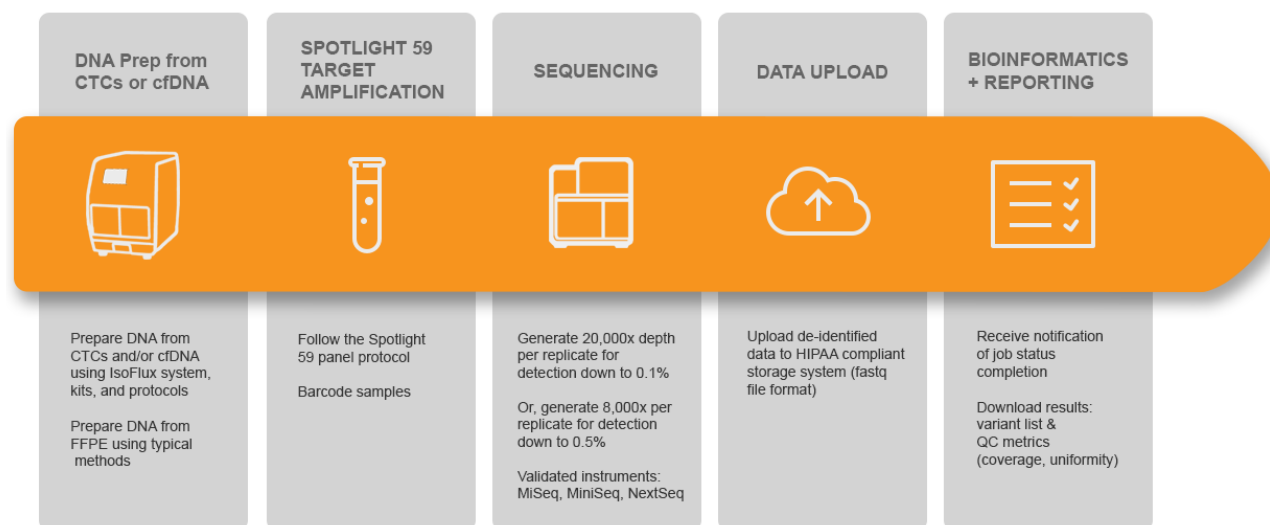 DNA Prep from
CTCs or cfDNA
SPOTLIGHT 59
TARGET
AMPLIFICATION
SEQUENCING
DATA UPLOAD
BIOINFORMATICS
+ REPORTING
Prepare DNA from
CTCs and/or cfDNA
using IsoFlux system,
kits, and protocols
Prepare DNA from
FFPE using typical
methods
Follow the Spotlight
59 panel protocol
Barcode samples
Generate 20,000x depth
per replicate for
detection down to 0.1%
Or, generate 8,000x per
replicate for detection
down to 0.5%
Validated instruments:
MiSeq, MiniSeq, NextSeq
Upload de-identified
data to HIPAA compliant
storage system (fastq
file format)
Receive notification
of job status
completion
Download results:
variant list &
QC metrics
(coverage, uniformity)